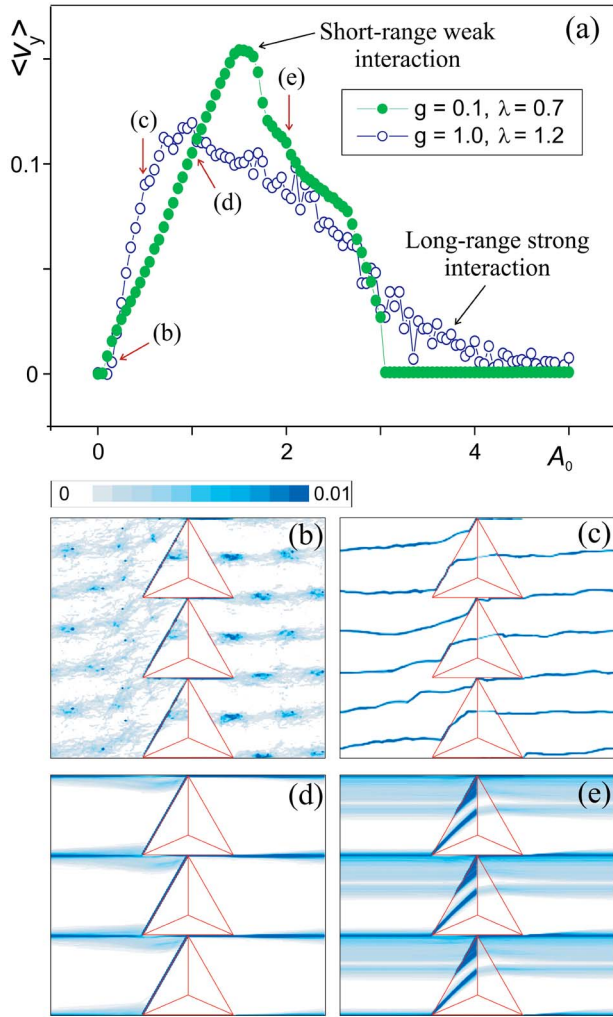 (a)
<v_y>
Short-range weak
interaction
(e)
g = 0.1, λ = 0.7
g = 1.0, λ = 1.2
(c)
0.1
(d)
Long-range strong
interaction
(b)
0
0 2 4 A₀
0 0.01
(b) (c)
(d) (e)